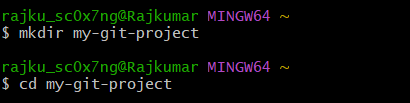 rajku_sc0x7ng@Rajkumar MINGW64 ~
$ mkdir my-git-project
rajku_sc0x7ng@Rajkumar MINGW64 ~
$ cd my-git-project